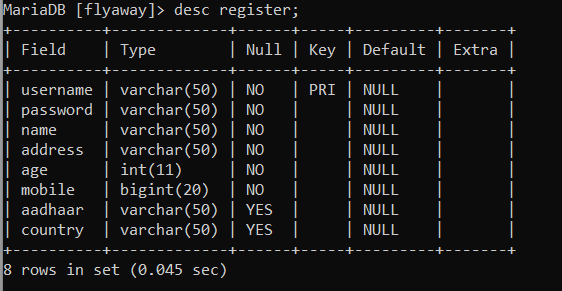 MariaDB [flyaway]> desc register;
+----------+-------------+------+-----+---------+-------+
| Field    | Type        | Null | Key | Default | Extra |
+----------+-------------+------+-----+---------+-------+
| username | varchar(50) | NO   | PRI | NULL    |       |
| password | varchar(50) | NO   |     | NULL    |       |
| name     | varchar(50) | NO   |     | NULL    |       |
| address  | varchar(50) | NO   |     | NULL    |       |
| age      | int(11)     | NO   |     | NULL    |       |
| mobile   | bigint(20)  | NO   |     | NULL    |       |
| aadhaar  | varchar(50) | YES  |     | NULL    |       |
| country  | varchar(50) | YES  |     | NULL    |       |
+----------+-------------+------+-----+---------+-------+
8 rows in set (0.045 sec)